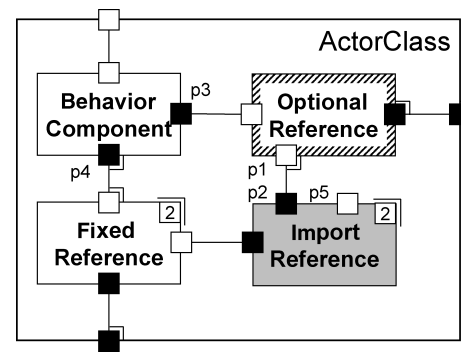 ActorClass
p3
Behavior
Component
Optional
Reference
p4
p1
p2
p5
2
2
Fixed
Reference
Import
Reference